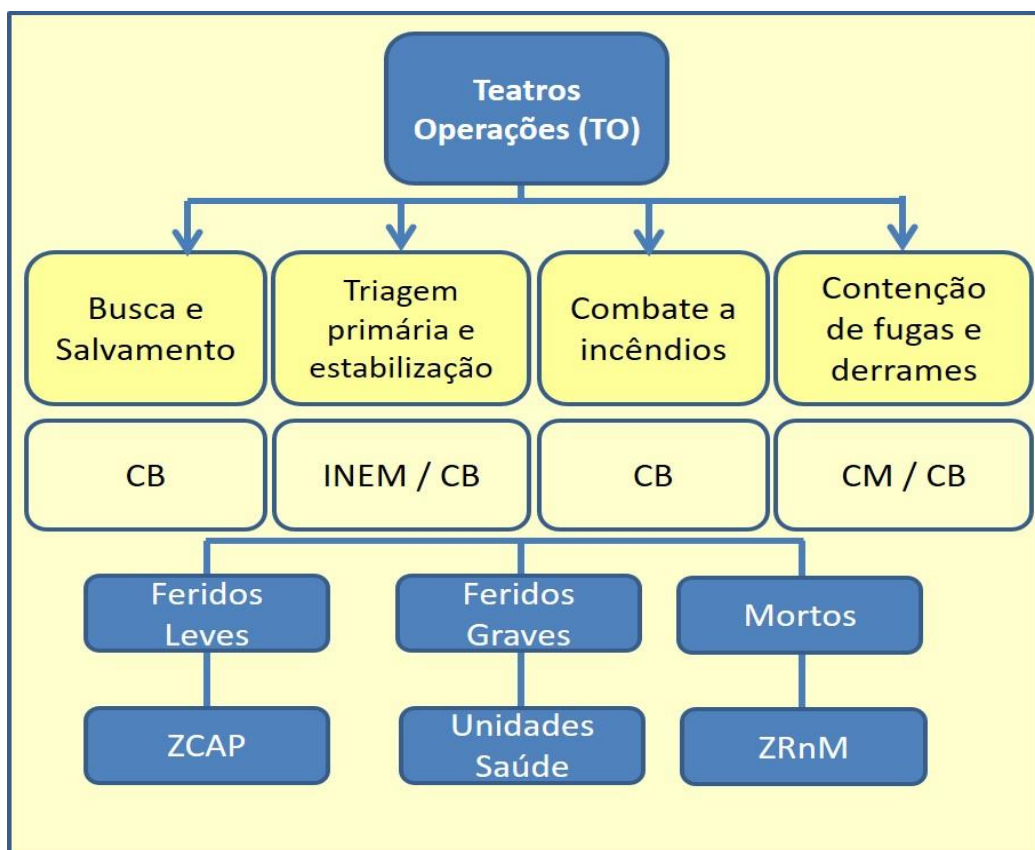 Teatros
Operações (TO)
Busca e
Salvamento
Triagem
primária e
estabilização
Combate a
incêndios
Contenção
de fugas e
derrames
CB
INEM / CB
CB
CM / CB
Feridos
Leves
Feridos
Graves
Mortos
ZCAP
Unidades
Saúde
ZRnM